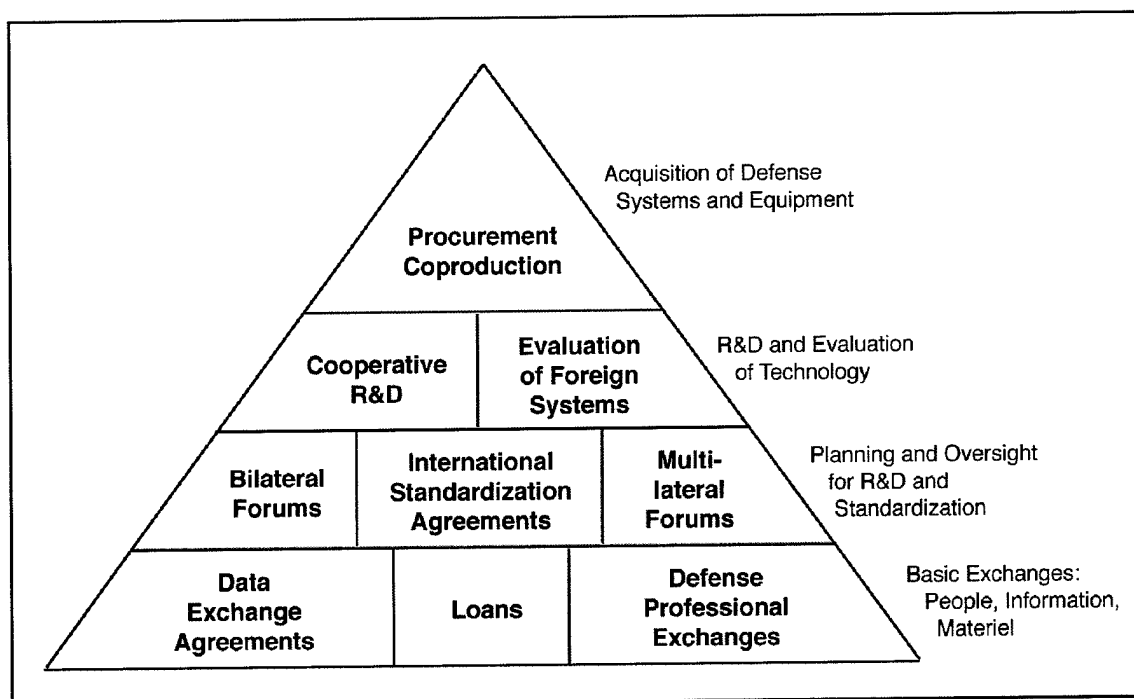 Acquisition of Defense
Systems and Equipment
Procurement
Coproduction
R&D and Evaluation
of Technology
Cooperative
R&D
Evaluation
of Foreign
Systems
Planning and Oversight
for R&D and
Standardization
Bilateral
Forums
International
Standardization
Agreements
Multi-
lateral
Forums
Basic Exchanges:
People, Information,
Materiel
Data
Exchange
Agreements
Loans
Defense
Professional
Exchanges